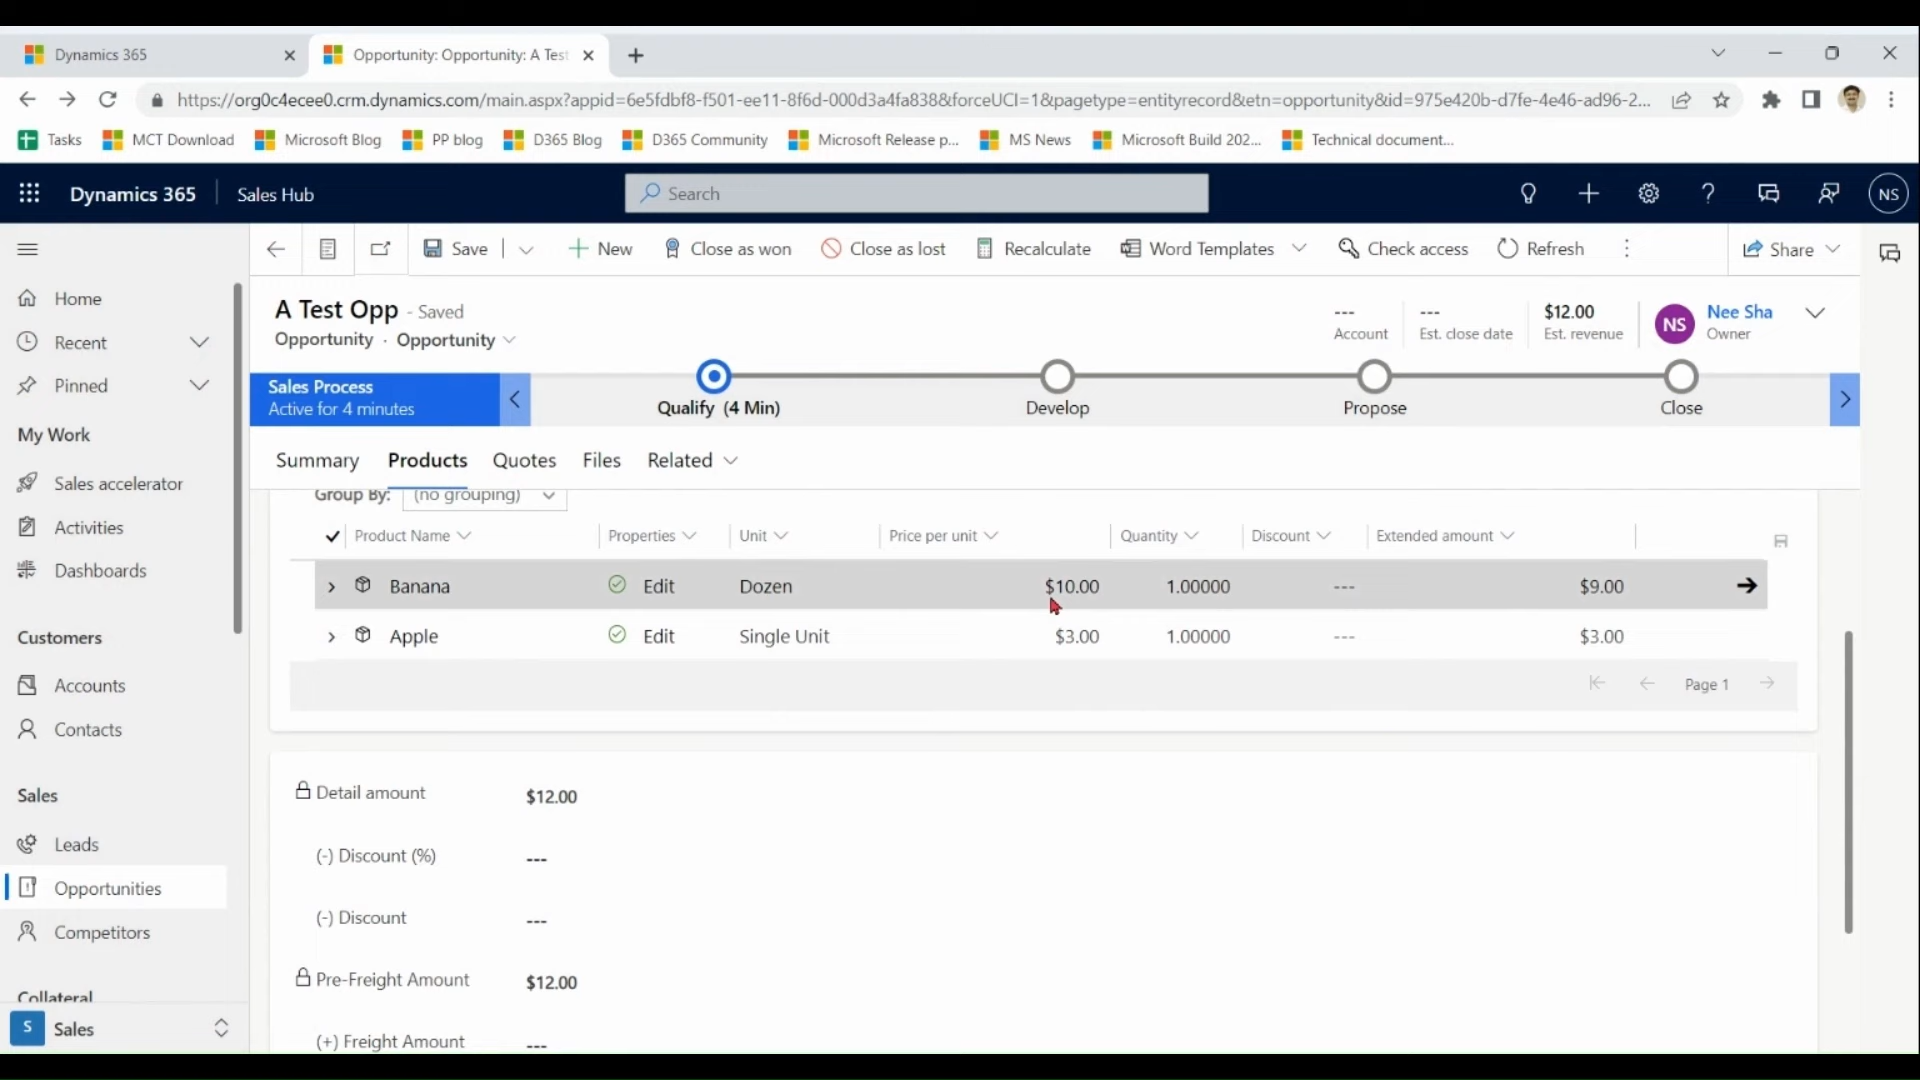 Dynamics 365
Opportunity: Opportunity: A Test
https://org0c4ecee0.crm.dynamics.com/main.aspx?appid=6e5fdbf8-f501-ee11-8f6d-000d3a4fa838&forceUCI=1&pagetype=entityrecord&etn=opportunity&id=975e420b-d7fe-4e46-ad96-2...
Tasks
MCT Download
Microsoft Blog
PP blog
D365 Blog
D365 Community
Microsoft Release p...
MS News
Microsoft Build 202...
Technical document...
Dynamics 365
Sales Hub
Search
NS
Save
New
Close as won
Close as lost
Recalculate
Word Templates
Check access
Refresh
Share
Home
Recent
Pinned
My Work
Sales accelerator
Activities
Dashboards
Customers
Accounts
Contacts
Sales
Leads
Opportunities
Competitors
Collateral
S
Sales
A Test Opp - Saved
Opportunity · Opportunity
---
Account
---
Est. close date
$12.00
Est. revenue
NS
Nee Sha
Owner
Sales Process
Active for 4 minutes
Qualify (4 Min)
Develop
Propose
Close
Summary
Products
Quotes
Files
Related
Group By: (no grouping)
Product Name Properties Unit Price per unit Quantity Discount Extended amount
Banana Edit Dozen $10.00 1.00000 --- $9.00
Apple Edit Single Unit $3.00 1.00000 --- $3.00
Page 1
Detail amount $12.00
(-) Discount (%) ---
(-) Discount ---
Pre-Freight Amount $12.00
(+) Freight Amount ---